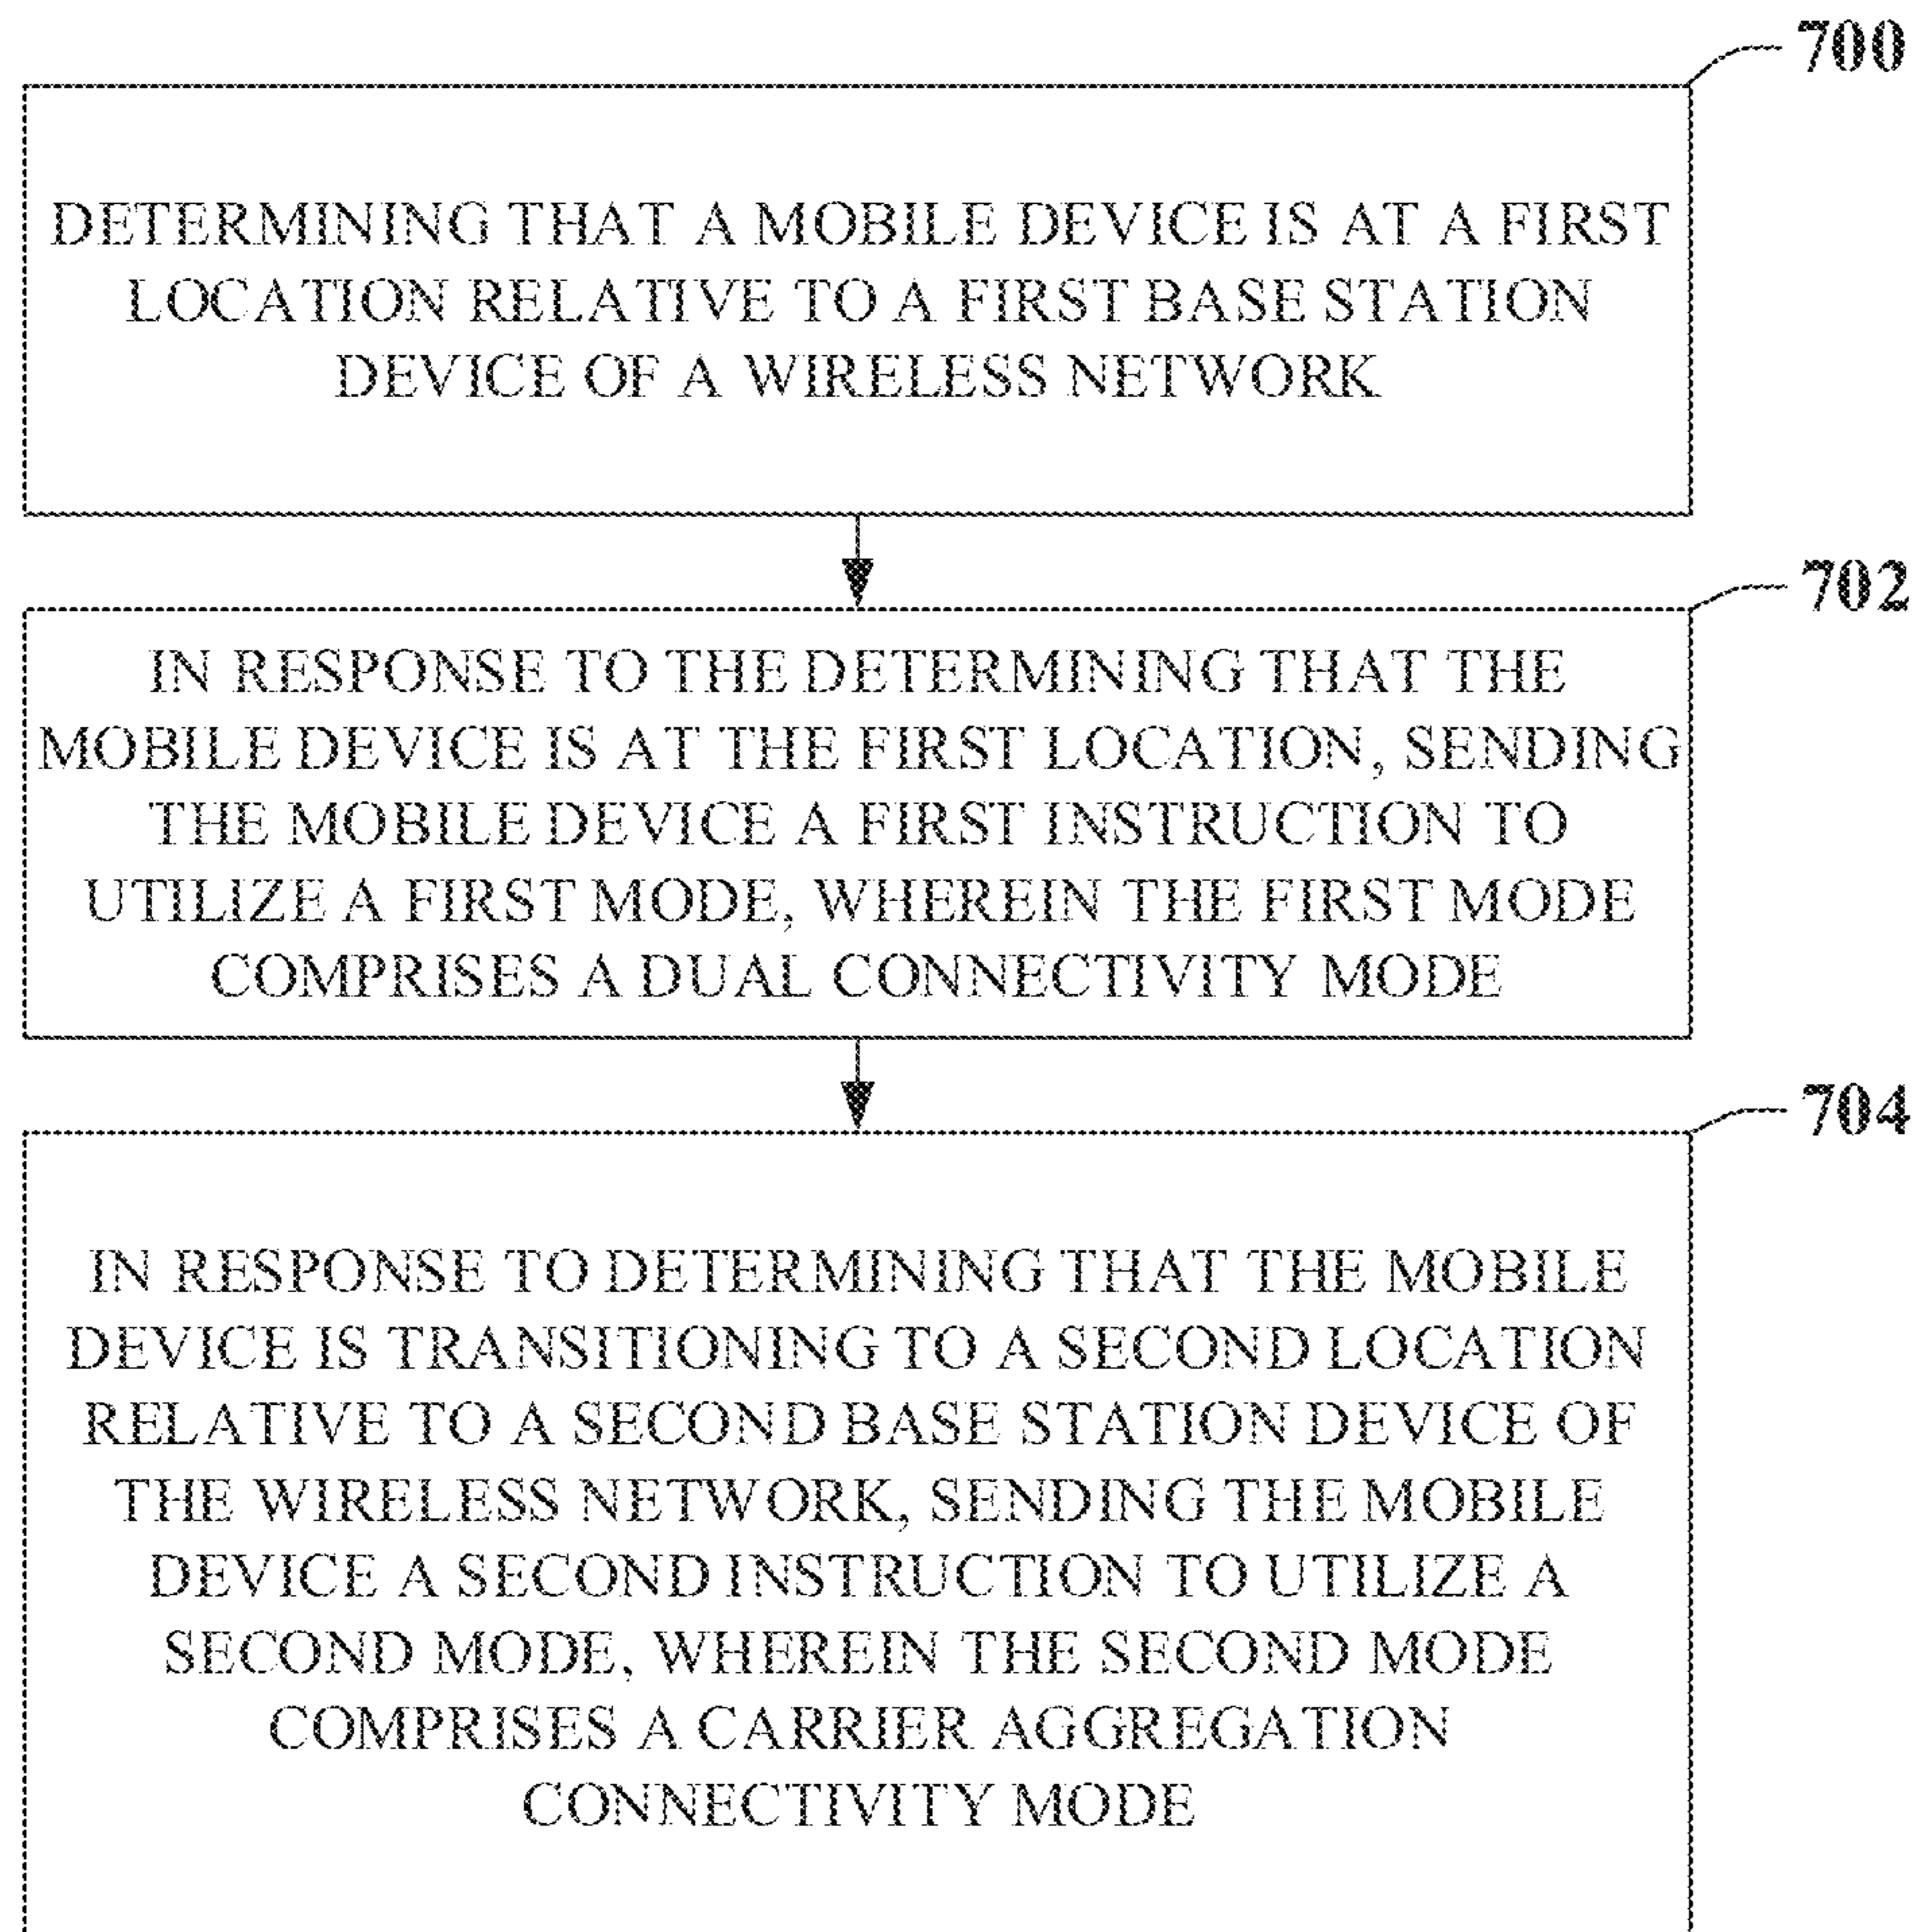 700
DETERMINING THAT A MOBILE DEVICE IS AT A FIRST
LOCATION RELATIVE TO A FIRST BASE STATION
DEVICE OF A WIRELESS NETWORK
702
IN RESPONSE TO THE DETERMINING THAT THE
MOBILE DEVICE IS AT THE FIRST LOCATION, SENDING
THE MOBILE DEVICE A FIRST INSTRUCTION TO
UTILIZE A FIRST MODE, WHEREIN THE FIRST MODE
COMPRISES A DUAL CONNECTIVITY MODE
704
IN RESPONSE TO DETERMINING THAT THE MOBILE
DEVICE IS TRANSITIONING TO A SECOND LOCATION
RELATIVE TO A SECOND BASE STATION DEVICE OF
THE WIRELESS NETWORK, SENDING THE MOBILE
DEVICE A SECOND INSTRUCTION TO UTILIZE A
SECOND MODE, WHEREIN THE SECOND MODE
COMPRISES A CARRIER AGGREGATION
CONNECTIVITY MODE